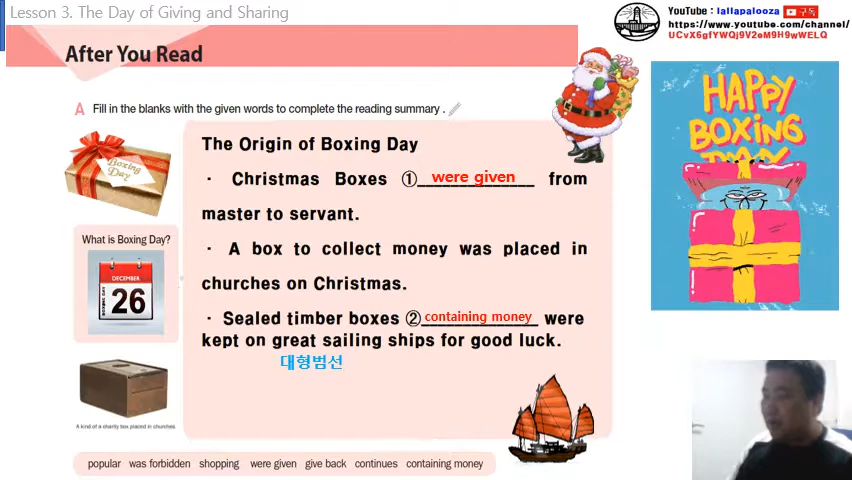 Lesson 3. The Day of Giving and Sharing
YouTube : lallapalooza 구독
https://www.youtube.com/channel/
UCvX6gfYWQj9V2eM9H9wWELQ
After You Read
A Fill in the blanks with the given words to complete the reading summary .
HAPPY
BOXING
DAY
Boxing
Day
The Origin of Boxing Day
· Christmas Boxes ①were given from
master to servant.
What is Boxing Day?
· A box to collect money was placed in
churches on Christmas.
DECEMBER
BOXING DAY
26
· Sealed timber boxes ②containing money were
kept on great sailing ships for good luck.
대형범선
A kind of a charity box placed in churches.
popular was forbidden shopping were given give back continues containing money